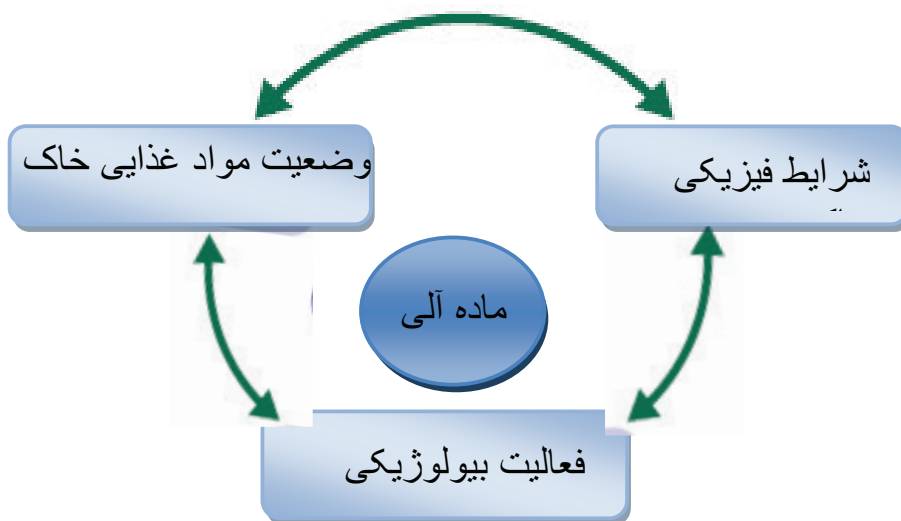 شرایط فیزیکی
وضعیت مواد غذایی خاک
ماده آلی
فعالیت بیولوژیکی